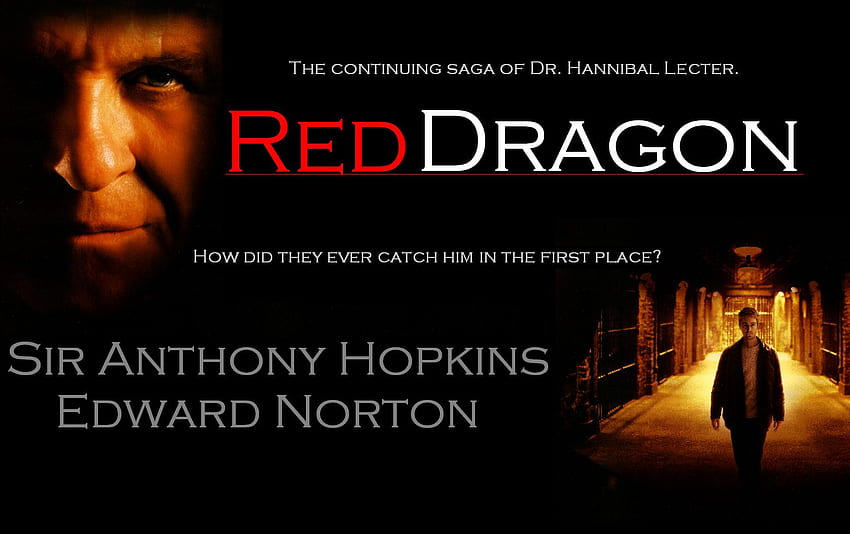 The continuing saga of Dr. Hannibal Lecter.
Red Dragon
How did they ever catch him in the first place?
Sir Anthony Hopkins
Edward Norton